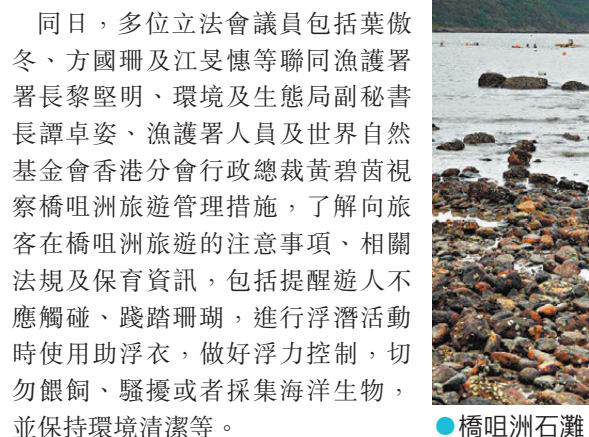 同日，多位立法會議員包括葉傲
冬、方國珊及江旻憓等聯同漁護署
署長黎堅明、環境及生態局副秘書
長譚卓姿、漁護署人員及世界自然
基金會香港分會行政總裁黃碧茵視
察橋咀洲旅遊管理措施，了解向旅
客在橋咀洲旅遊的注意事項、相關
法規及保育資訊，包括提醒遊人不
應觸碰、踐踏珊瑚，進行浮潛活動
時使用助浮衣，做好浮力控制，切
勿餵飼、騷擾或者採集海洋生物，
並保持環境清潔等。
●橋咀洲石灘